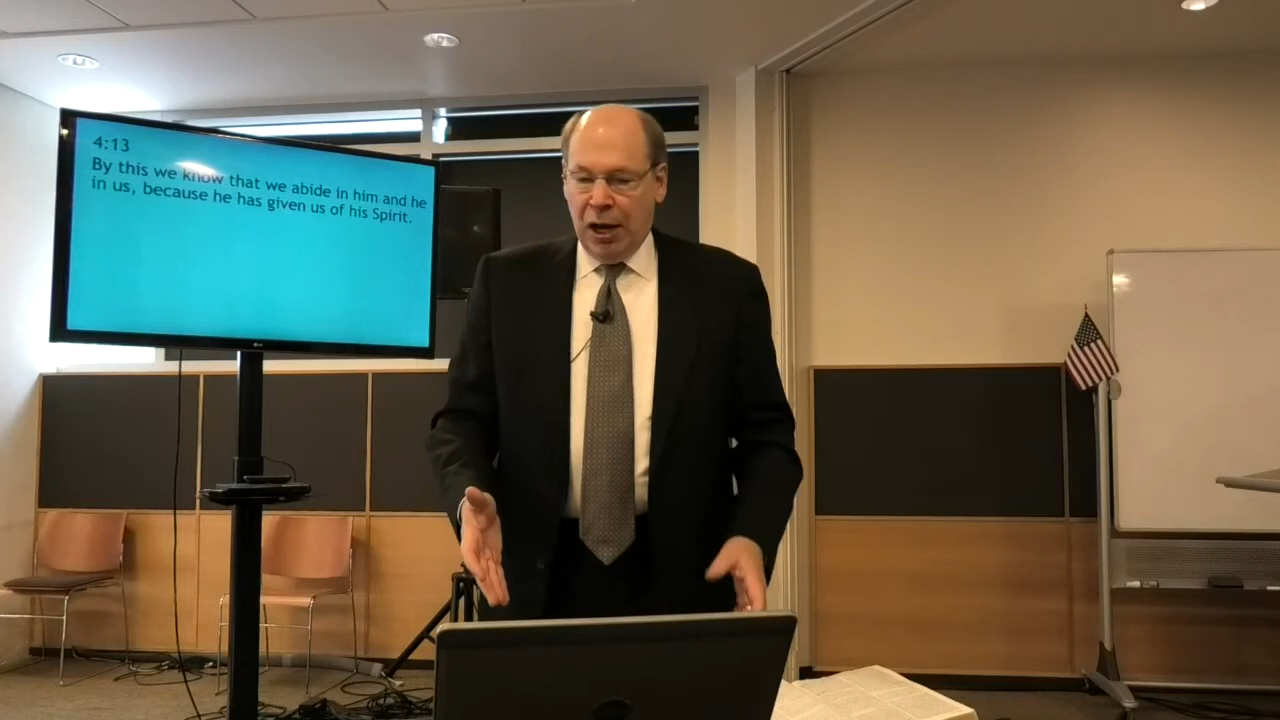 4:13
By this we know that we abide in him and he
in us, because he has given us of his Spirit.